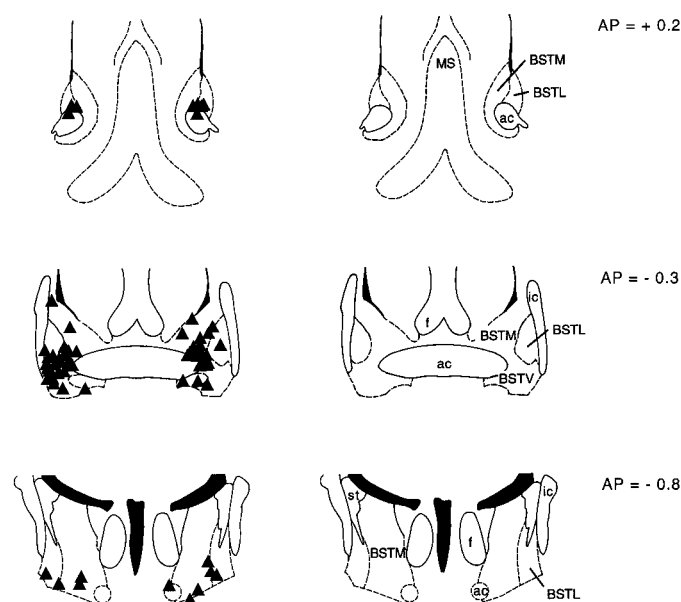 AP = + 0.2
MS
BSTM
BSTL
ac
AP = - 0.3
ic
f
BSTM
BSTL
ac
BSTV
AP = - 0.8
st
ic
BSTM
f
ac
BSTL